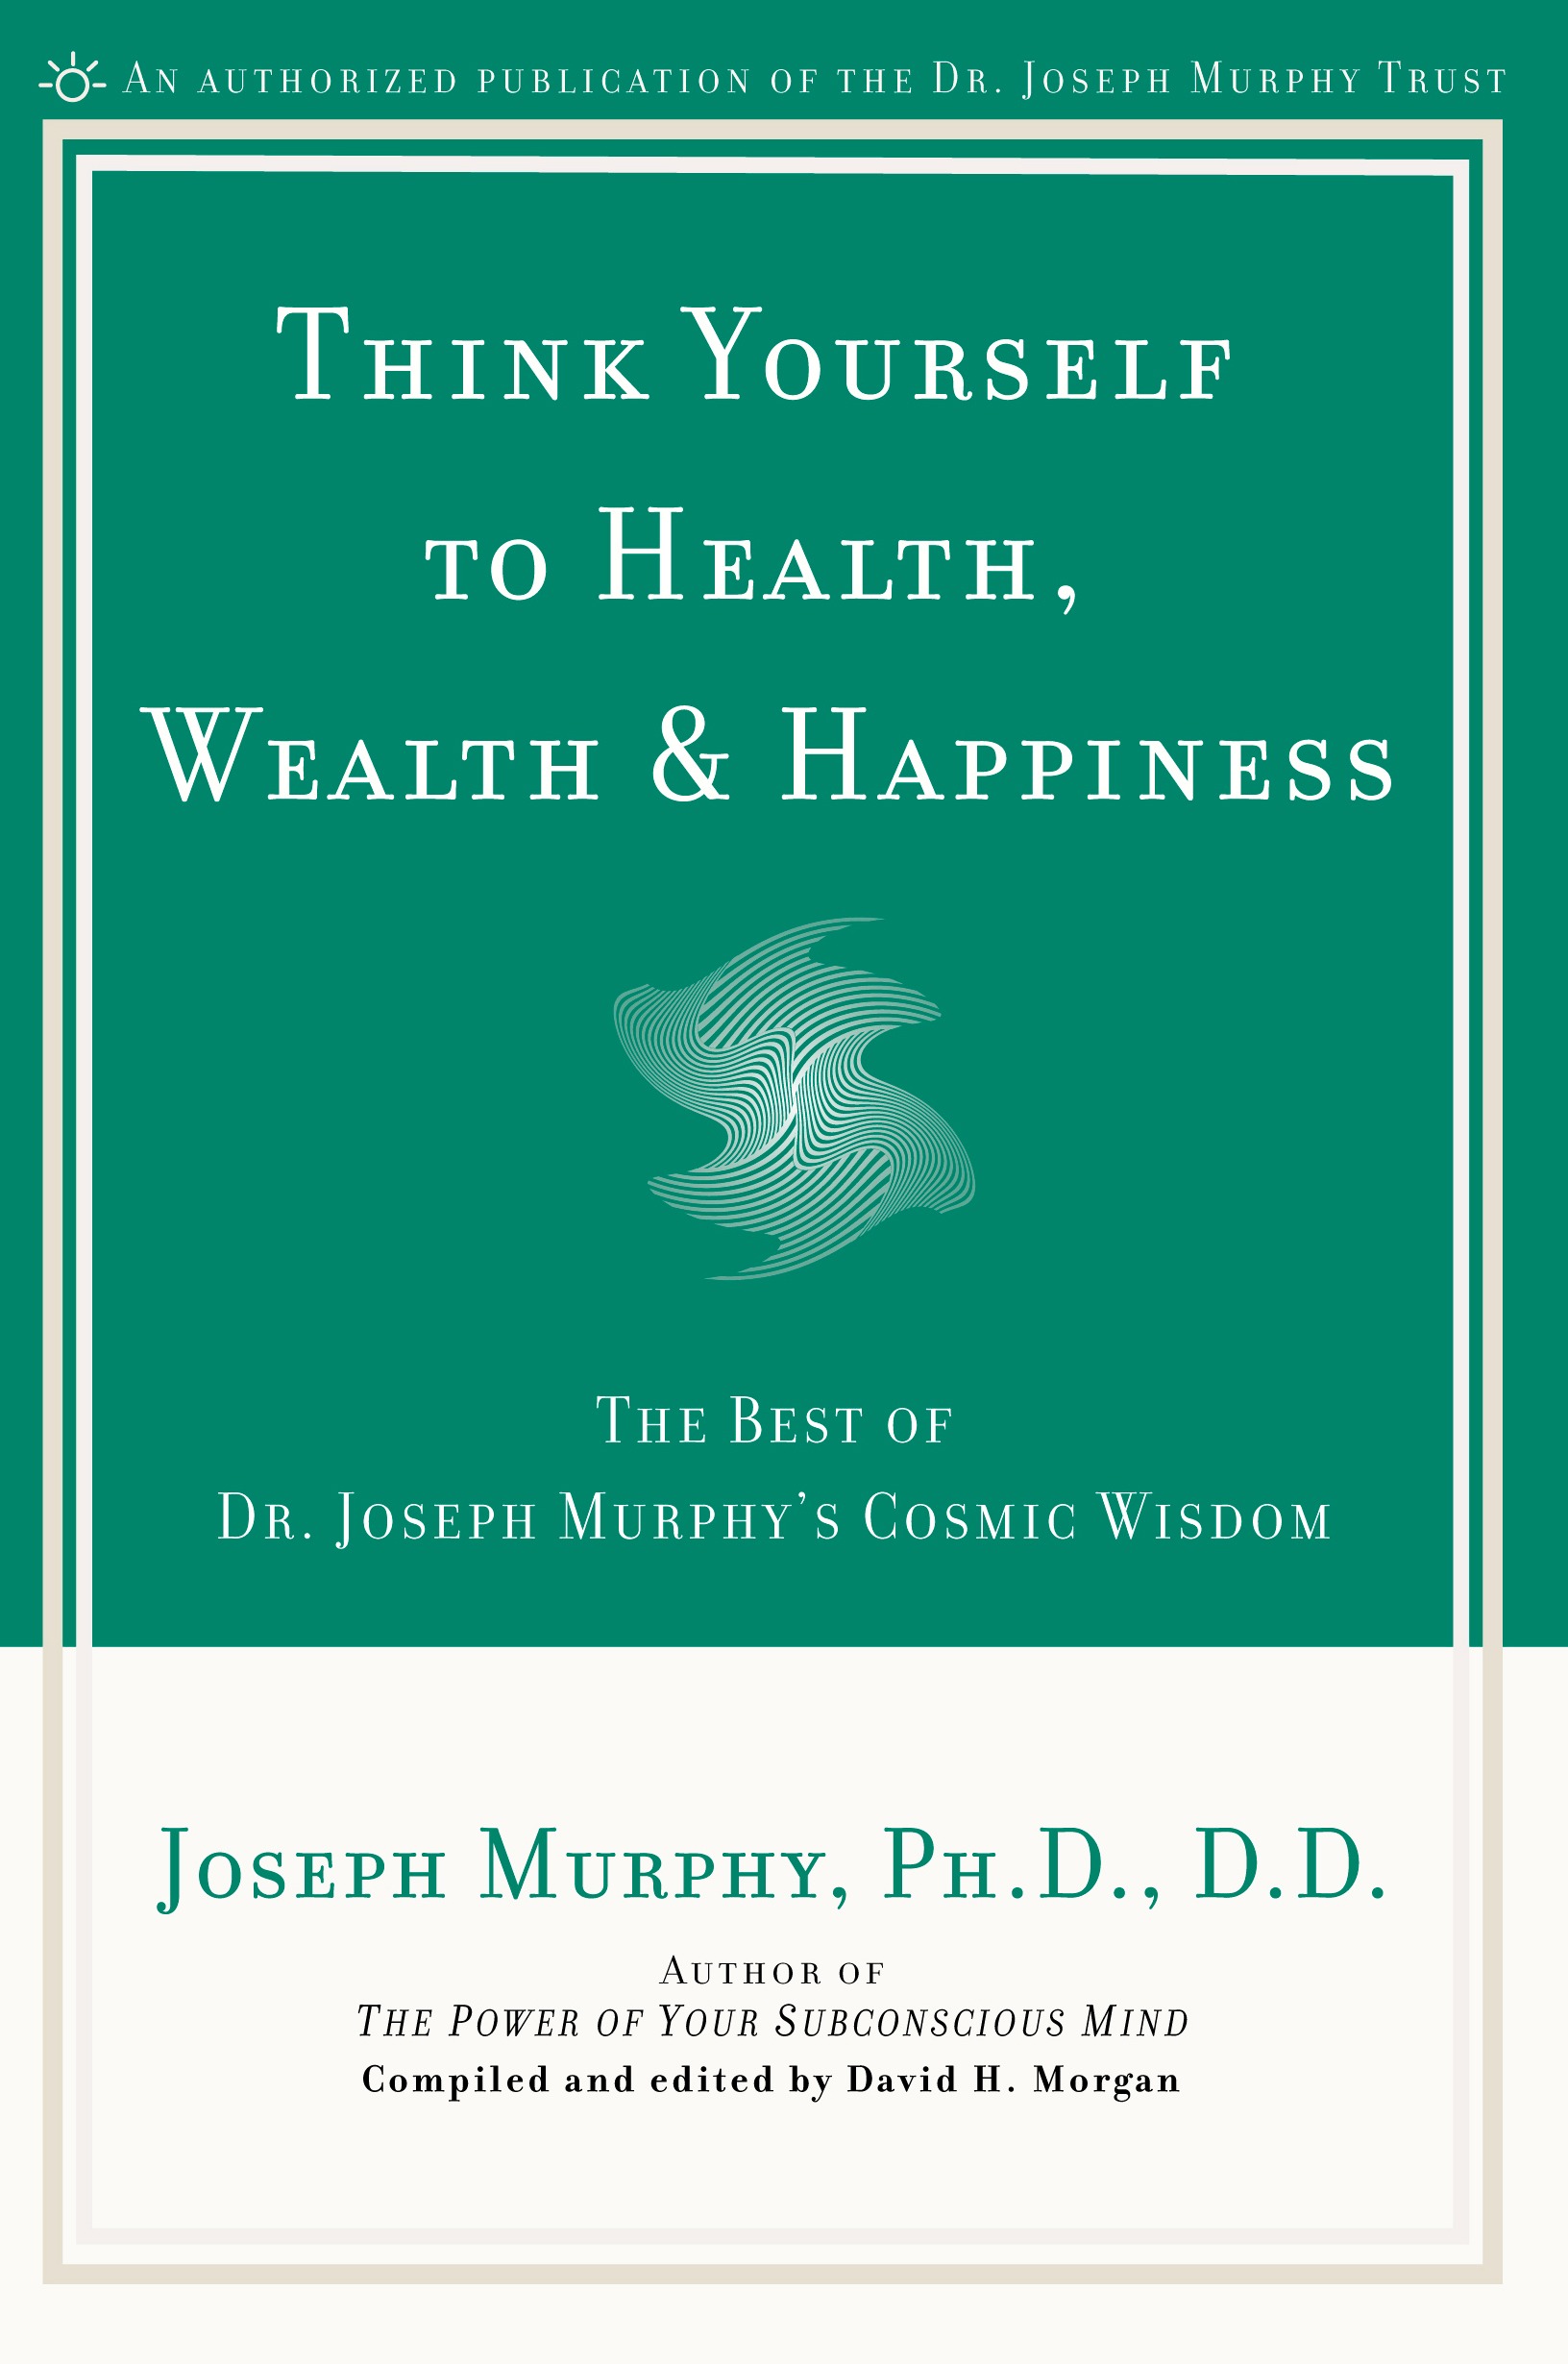 An authorized publication of the Dr. Joseph Murphy Trust
Think Yourself
to Health,
Wealth & Happiness
The Best of
Dr. Joseph Murphy's Cosmic Wisdom
Joseph Murphy, Ph.D., D.D.
Author of
The Power of Your Subconscious Mind
Compiled and edited by David H. Morgan